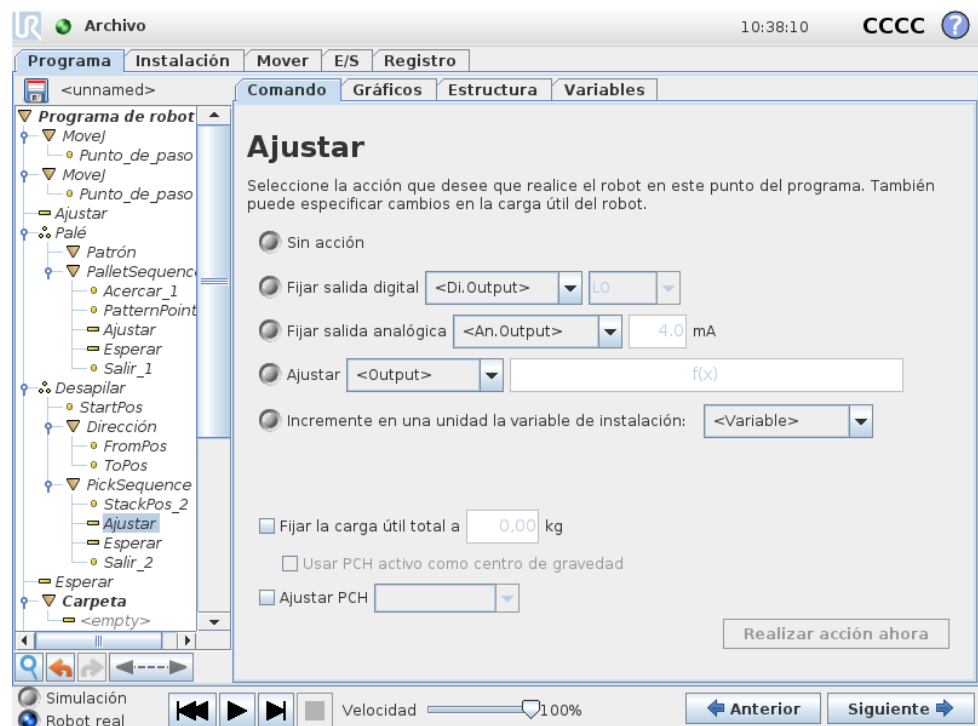 UR Archivo 10:38:10 CCCC ?
Programa Instalación Mover E/S Registro
<unnamed>
Comando Gráficos Estructura Variables
Programa de robot
MoveJ
Punto_de_paso
MoveJ
Punto_de_paso
Ajustar
Palé
Patrón
PalletSequenc
Acercar_1
PatternPoint
Ajustar
Esperar
Salir_1
Desapilar
StartPos
Dirección
FromPos
ToPos
PickSequence
StackPos_2
Ajustar
Esperar
Salir_2
Esperar
Carpeta
<empty>
Ajustar
Seleccione la acción que desee que realice el robot en este punto del programa. También
puede especificar cambios en la carga útil del robot.
Sin acción
Fijar salida digital <Di.Output> LO
Fijar salida analógica <An.Output> 4.0 mA
Ajustar <Output> f(x)
Incremente en una unidad la variable de instalación: <Variable>
Fijar la carga útil total a 0,00 kg
Usar PCH activo como centro de gravedad
Ajustar PCH
Realizar acción ahora
Simulación
Robot real
Velocidad 100%
Anterior Siguiente